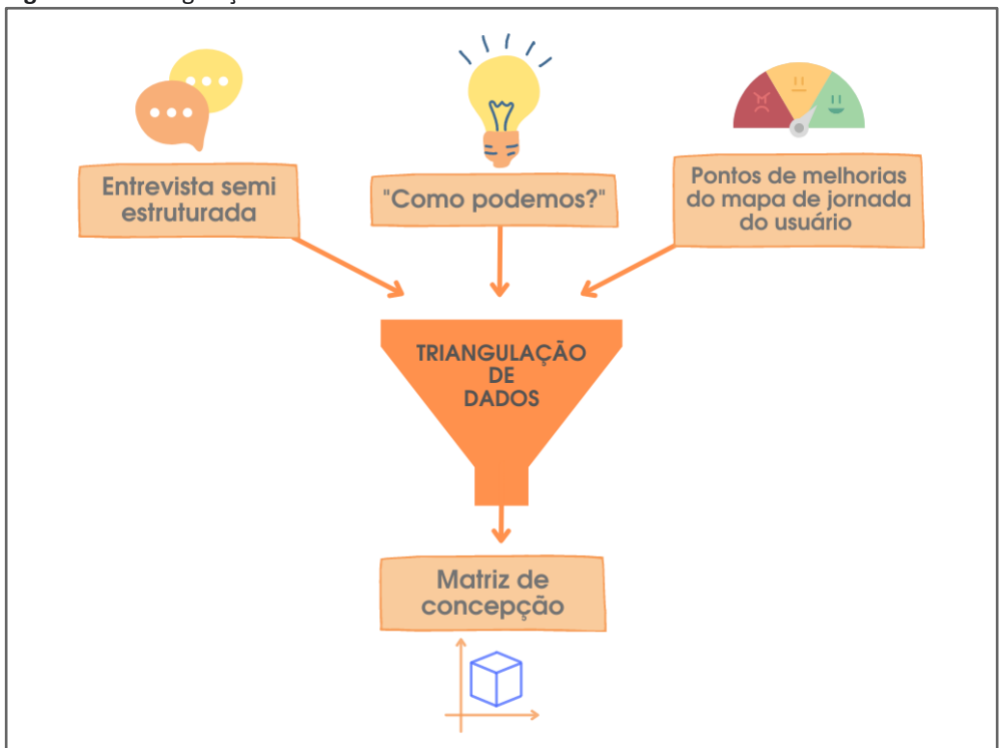 Entrevista semi
estruturada
"Como podemos?"
Pontos de melhorias
do mapa de jornada
do usuário
TRIANGULAÇÃO
DE
DADOS
Matriz de
concepção